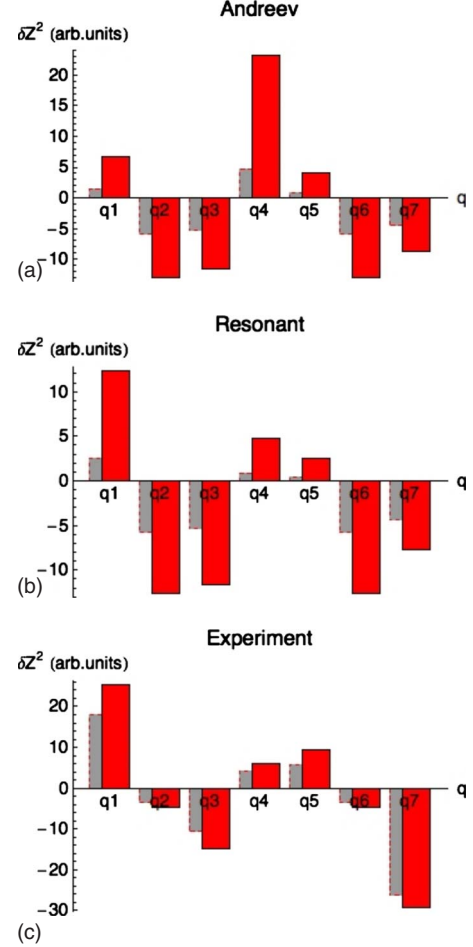 Andreev
δZ² (arb.units)
20
15
10
5
0
−5
−10
q1 q2 q3 q4 q5 q6 q7
q
(a)
Resonant
δZ² (arb.units)
10
5
0
−5
−10
q1 q2 q3 q4 q5 q6 q7
q
(b)
Experiment
δZ² (arb.units)
20
10
0
−10
−20
−30
q1 q2 q3 q4 q5 q6 q7
q
(c)